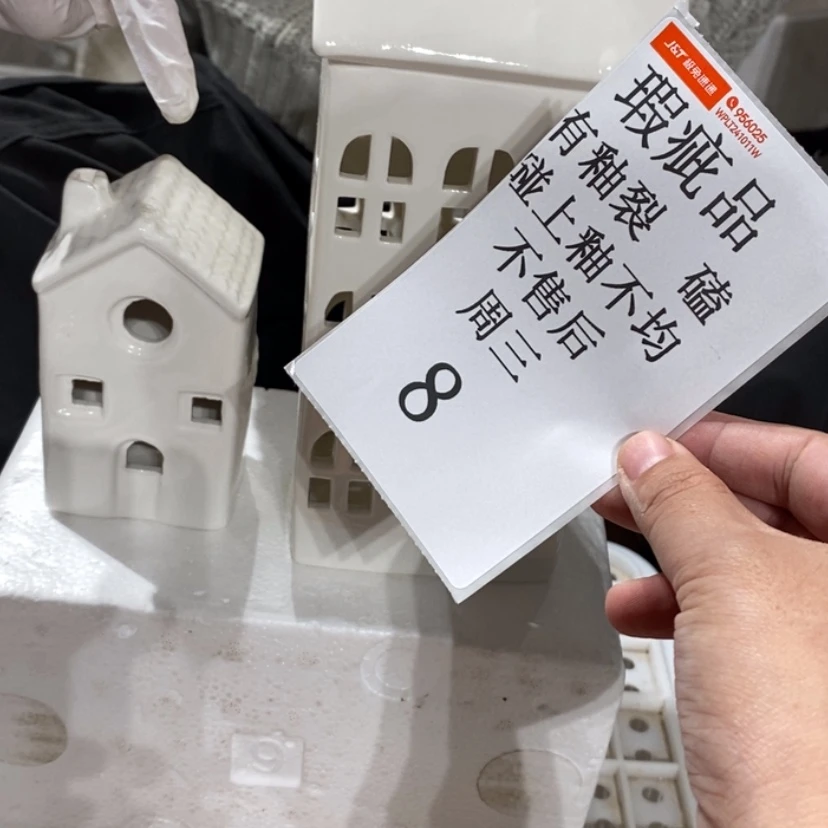 J&T 极兔速递
956025
WPLT241011W
瑕疵品
有釉裂 磕
碰上釉不均
不售后
周三
8